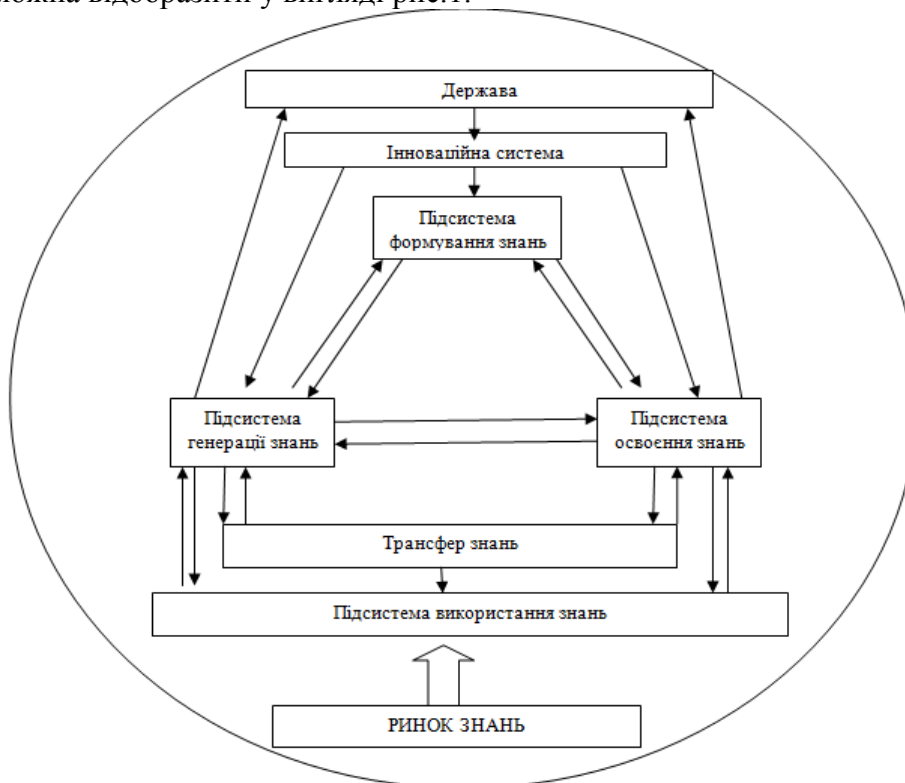 можна відобразити у вигляді рис.1.
Держава
Інноваційна система
Підсистема
формування знань
Підсистема
генерації знань
Підсистема
освоєння знань
Трансфер знань
Підсистема використання знань
РИНОК ЗНАНЬ